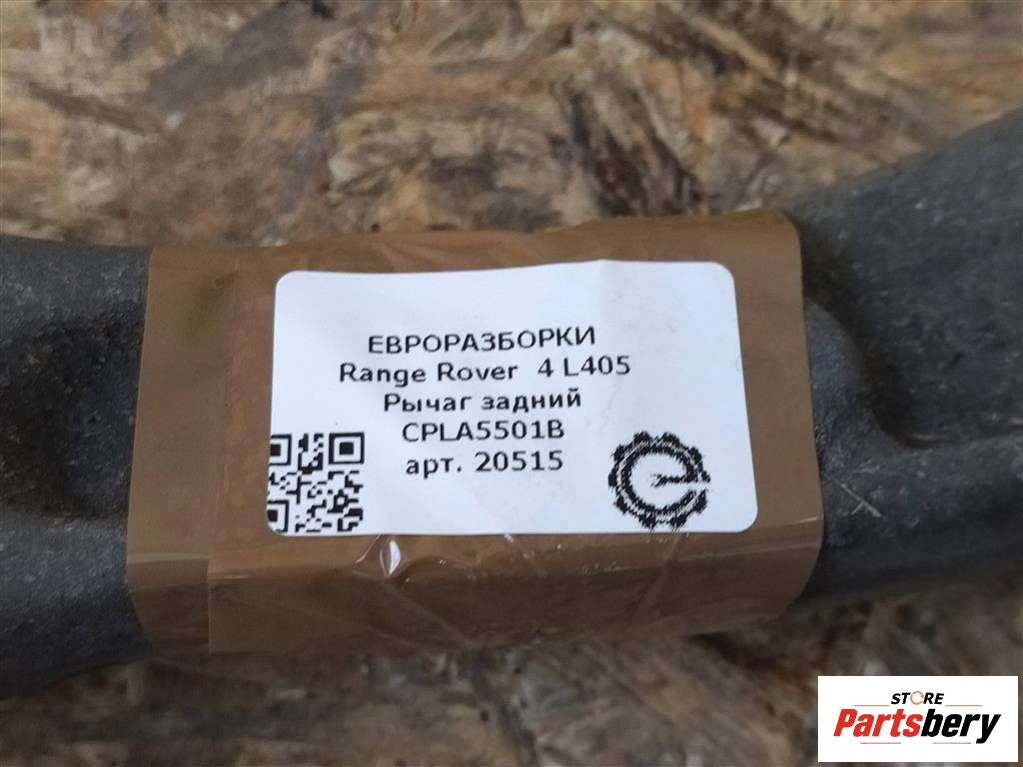 ЕВРОРАЗБОРКИ
Range Rover 4 L405
Рычаг задний
CPLA5501B
арт. 20515
STORE
Partsbery